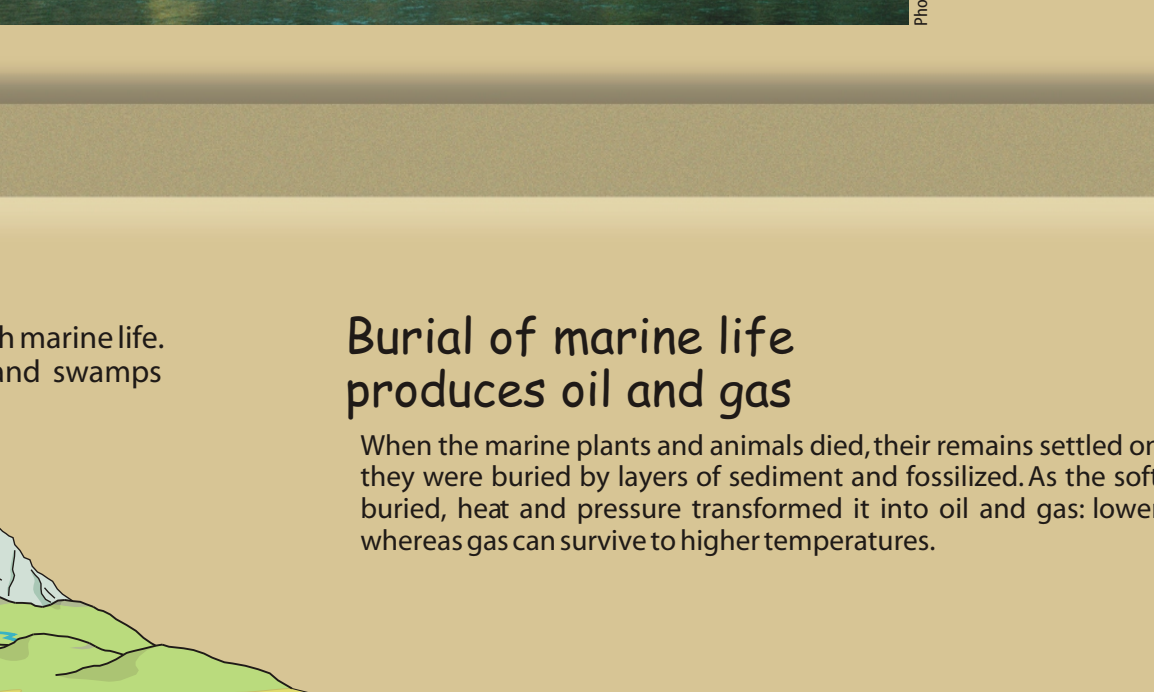 Pho
h marine life.
and swamps
Burial of marine life
produces oil and gas
When the marine plants and animals died, their remains settled on
they were buried by layers of sediment and fossilized. As the soft
buried, heat and pressure transformed it into oil and gas: lower
whereas gas can survive to higher temperatures.